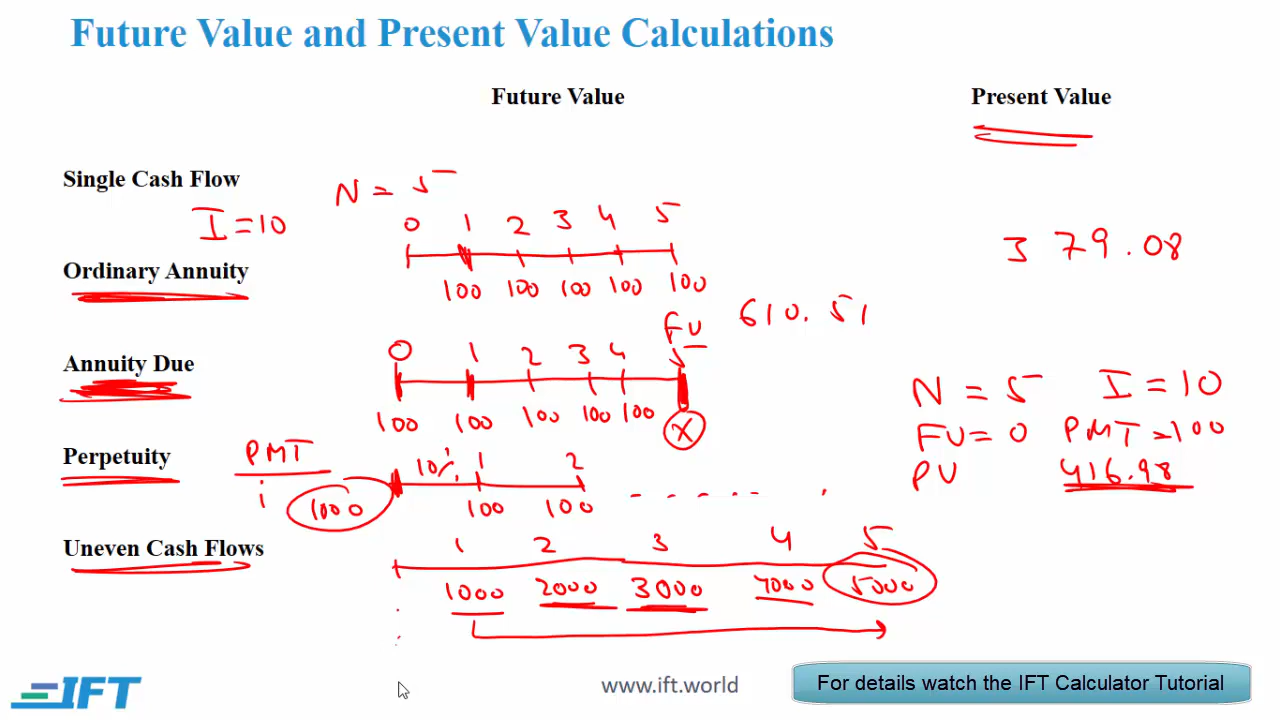 Future Value and Present Value Calculations
Future Value Present Value
Single Cash Flow
N = 5
I = 10
0 1 2 3 4 5
379.08
Ordinary Annuity
100 100 100 100 100
FV 610.51
Annuity Due
0 1 2 3 4 5
N = 5 I = 10
100 100 100 100 100 X
FV = 0 PMT = 100
Perpetuity
PMT
i
10% 1 2
PV 416.98
1000 100 100
Uneven Cash Flows
1 2 3 4 5
1000 2000 3000 4000 5000
IFT
www.ift.world
For details watch the IFT Calculator Tutorial